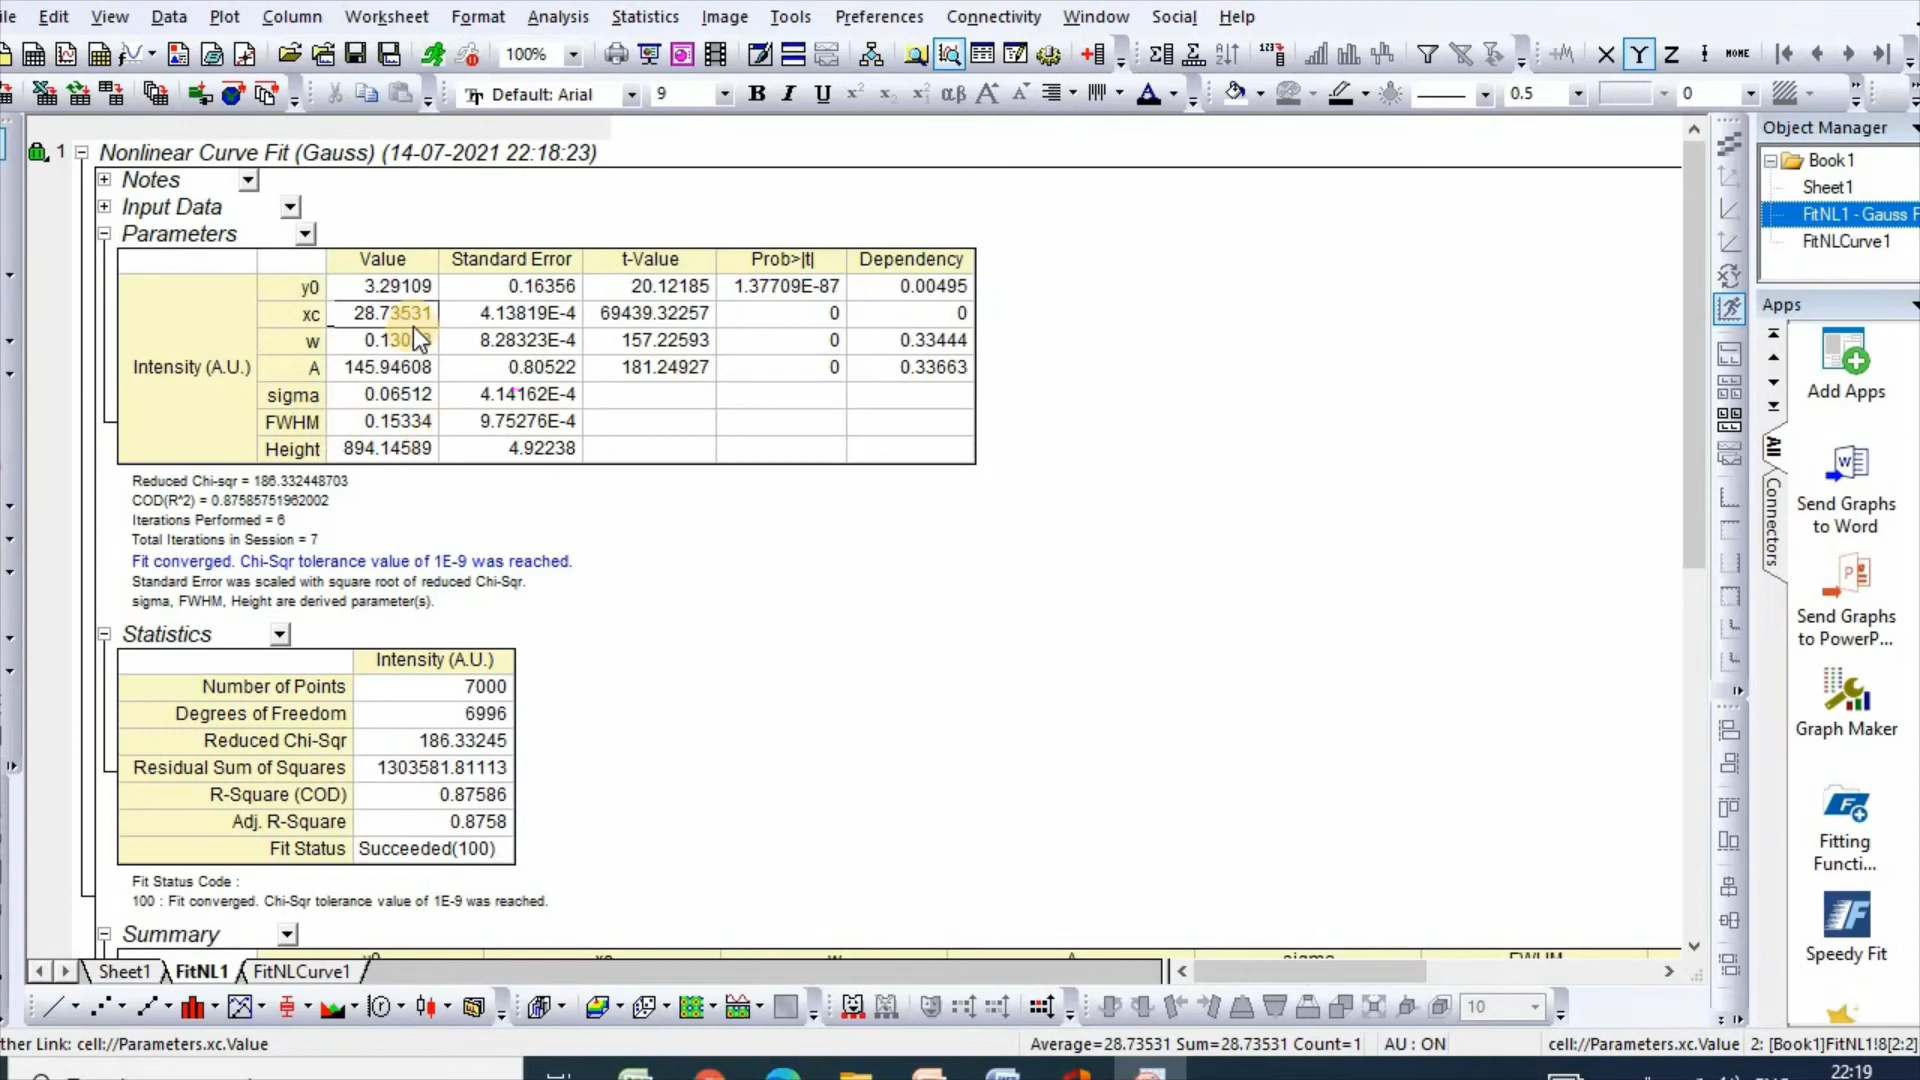 Edit View Data Plot Column Worksheet Format Analysis Statistics Image Tools Preferences Connectivity Window Social Help
100% X Y Z HOME
Default: Arial 9 B I U αβ A A 0.5 0
Object Manager
1 Nonlinear Curve Fit (Gauss) (14-07-2021 22:18:23)
Book1
Notes
Sheet1
Input Data
FitNL1 - Gauss F
Parameters
FitNLCurve1
Value Standard Error t-Value Prob>|t| Dependency
y0 3.29109 0.16356 20.12185 1.37709E-87 0.00495
Apps
xc 28.73531 4.13819E-4 69439.32257 0 0
w 8.28323E-4 157.22593 0 0.33444
Intensity (A.U.) A 145.94608 0.80522 181.24927 0 0.33663
sigma 0.06512 4.14162E-4
FWHM 0.15334 9.75276E-4
Height 894.14589 4.92238
Add Apps
All
Connectors
Reduced Chi-sqr = 186.332448703
COD(R^2) = 0.87585751962002
Iterations Performed = 6
Total Iterations in Session = 7
Fit converged. Chi-Sqr tolerance value of 1E-9 was reached.
Standard Error was scaled with square root of reduced Chi-Sqr.
sigma, FWHM, Height are derived parameter(s).
Send Graphs
to Word
Send Graphs
to PowerP...
Statistics
Intensity (A.U.)
Number of Points 7000
Degrees of Freedom 6996
Reduced Chi-Sqr 186.33245
Residual Sum of Squares 1303581.81113
R-Square (COD) 0.87586
Adj. R-Square 0.8758
Fit Status Succeeded(100)
Graph Maker
Fitting
Functi...
Fit Status Code :
100 : Fit converged. Chi-Sqr tolerance value of 1E-9 was reached.
Summary
Speedy Fit
Sheet1 FitNL1 FitNLCurve1
10
ther Link: cell://Parameters.xc.Value Average=28.73531 Sum=28.73531 Count=1 AU : ON cell://Parameters.xc.Value 2: [Book1]FitNL1!8[2:2]
22:19